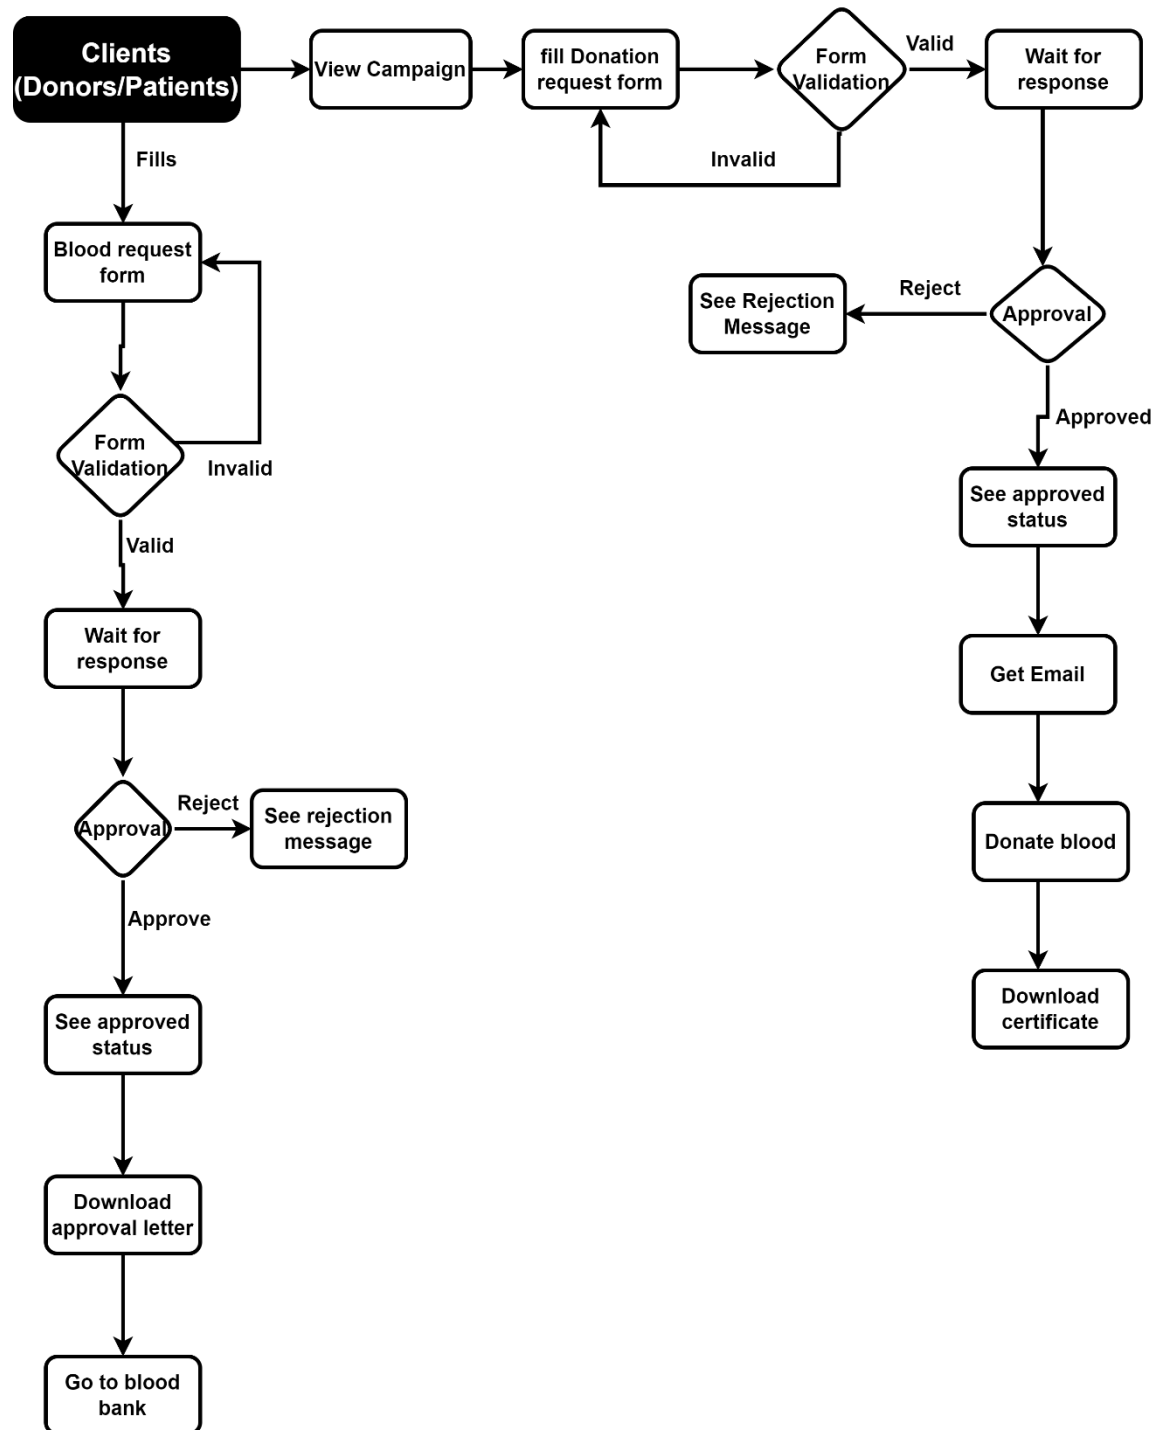 Clients
(Donors/Patients)
View Campaign
fill Donation
request form
Form
Validation
Valid
Wait for
response
Invalid
Fills
Blood request
form
See Rejection
Message
Reject
Approval
Approved
Form
Validation
Invalid
Valid
See approved
status
Wait for
response
Get Email
Approval
Reject
See rejection
message
Donate blood
Approve
Download
certificate
See approved
status
Download
approval letter
Go to blood
bank